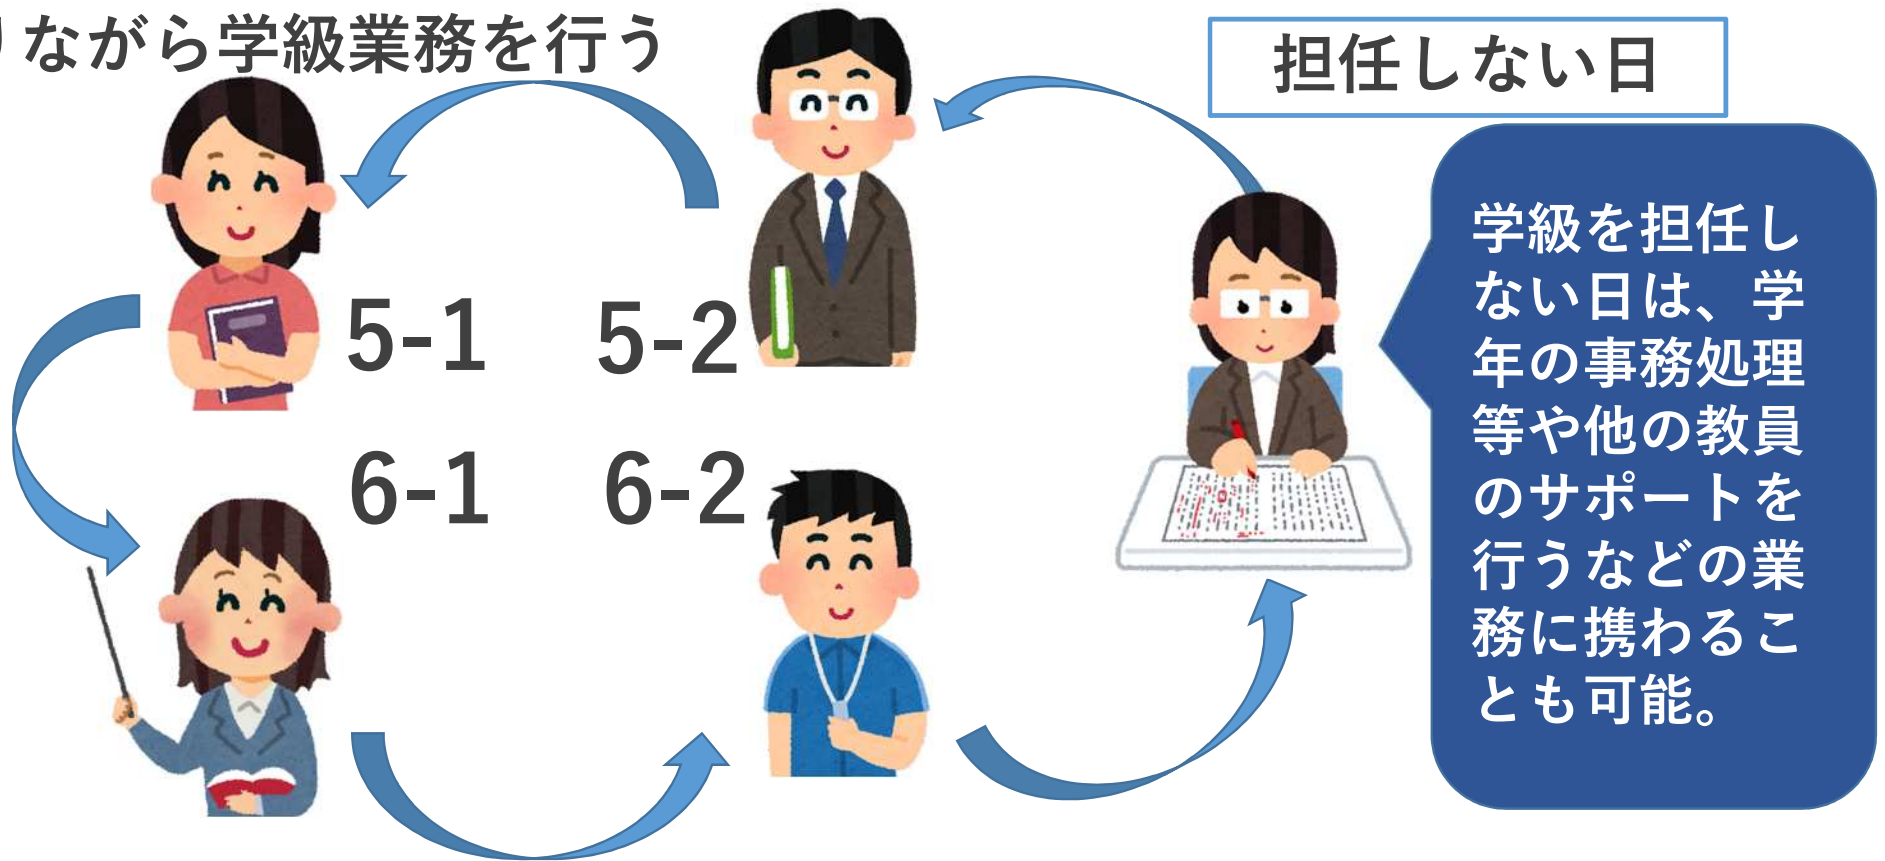 りながら学級業務を行う
担任しない日
5-1
5-2
6-1
6-2
学級を担任し
ない日は、学
年の事務処理
等や他の教員
のサポートを
行うなどの業
務に携わるこ
とも可能。